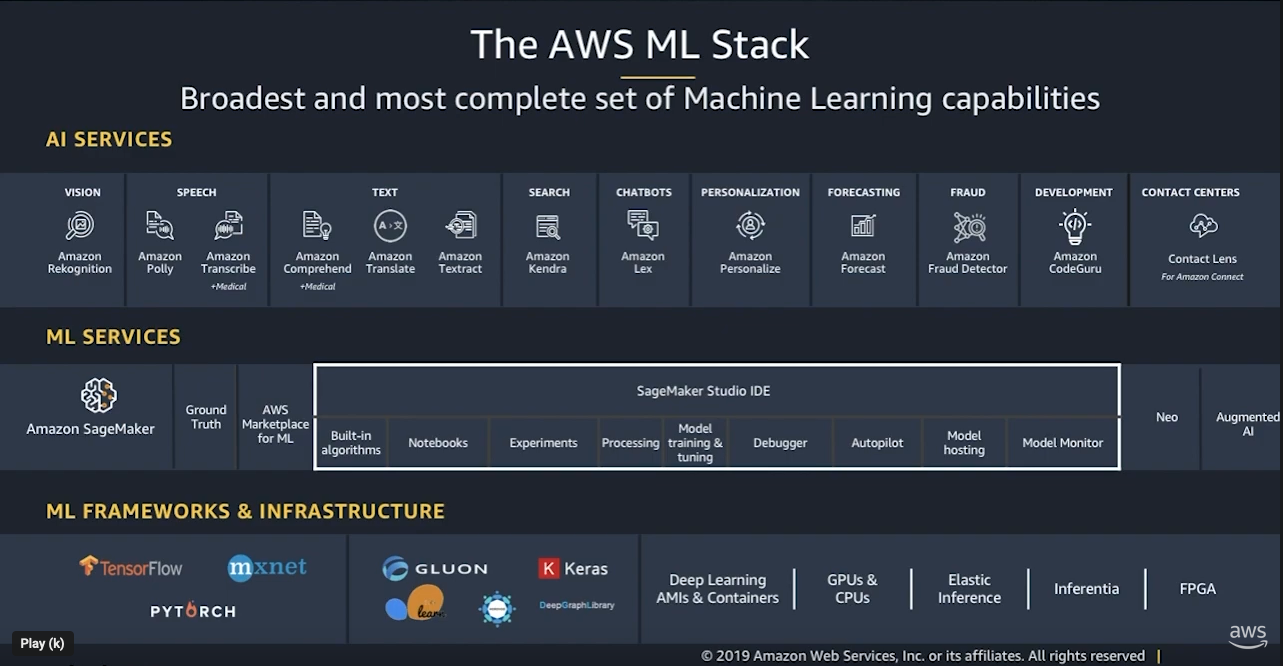 The AWS ML Stack
Broadest and most complete set of Machine Learning capabilities
AI SERVICES
VISION
Amazon
Rekognition
SPEECH
Amazon
Polly
Amazon
Transcribe
+Medical
TEXT
Amazon
Comprehend
+Medical
A
文
Amazon
Translate
Amazon
Textract
SEARCH
Amazon
Kendra
CHATBOTS
Amazon
Lex
PERSONALIZATION
Amazon
Personalize
FORECASTING
Amazon
Forecast
FRAUD
Amazon
Fraud Detector
DEVELOPMENT
Amazon
CodeGuru
CONTACT CENTERS
Contact Lens
For Amazon Connect
ML SERVICES
Amazon SageMaker
Ground
Truth
AWS
Marketplace
for ML
SageMaker Studio IDE
Built-in
algorithms
Notebooks
Experiments
Processing
Model
training &
tuning
Debugger
Autopilot
Model
hosting
Model Monitor
Neo
Augmented
AI
ML FRAMEWORKS & INFRASTRUCTURE
TensorFlow
mxnet
PYTORCH
GLUON
K Keras
learn
DeepGraphLibrary
Deep Learning
AMIs & Containers
GPUs &
CPUs
Elastic
Inference
Inferentia
FPGA
Play (k)
aws
© 2019 Amazon Web Services, Inc. or its affiliates. All rights reserved